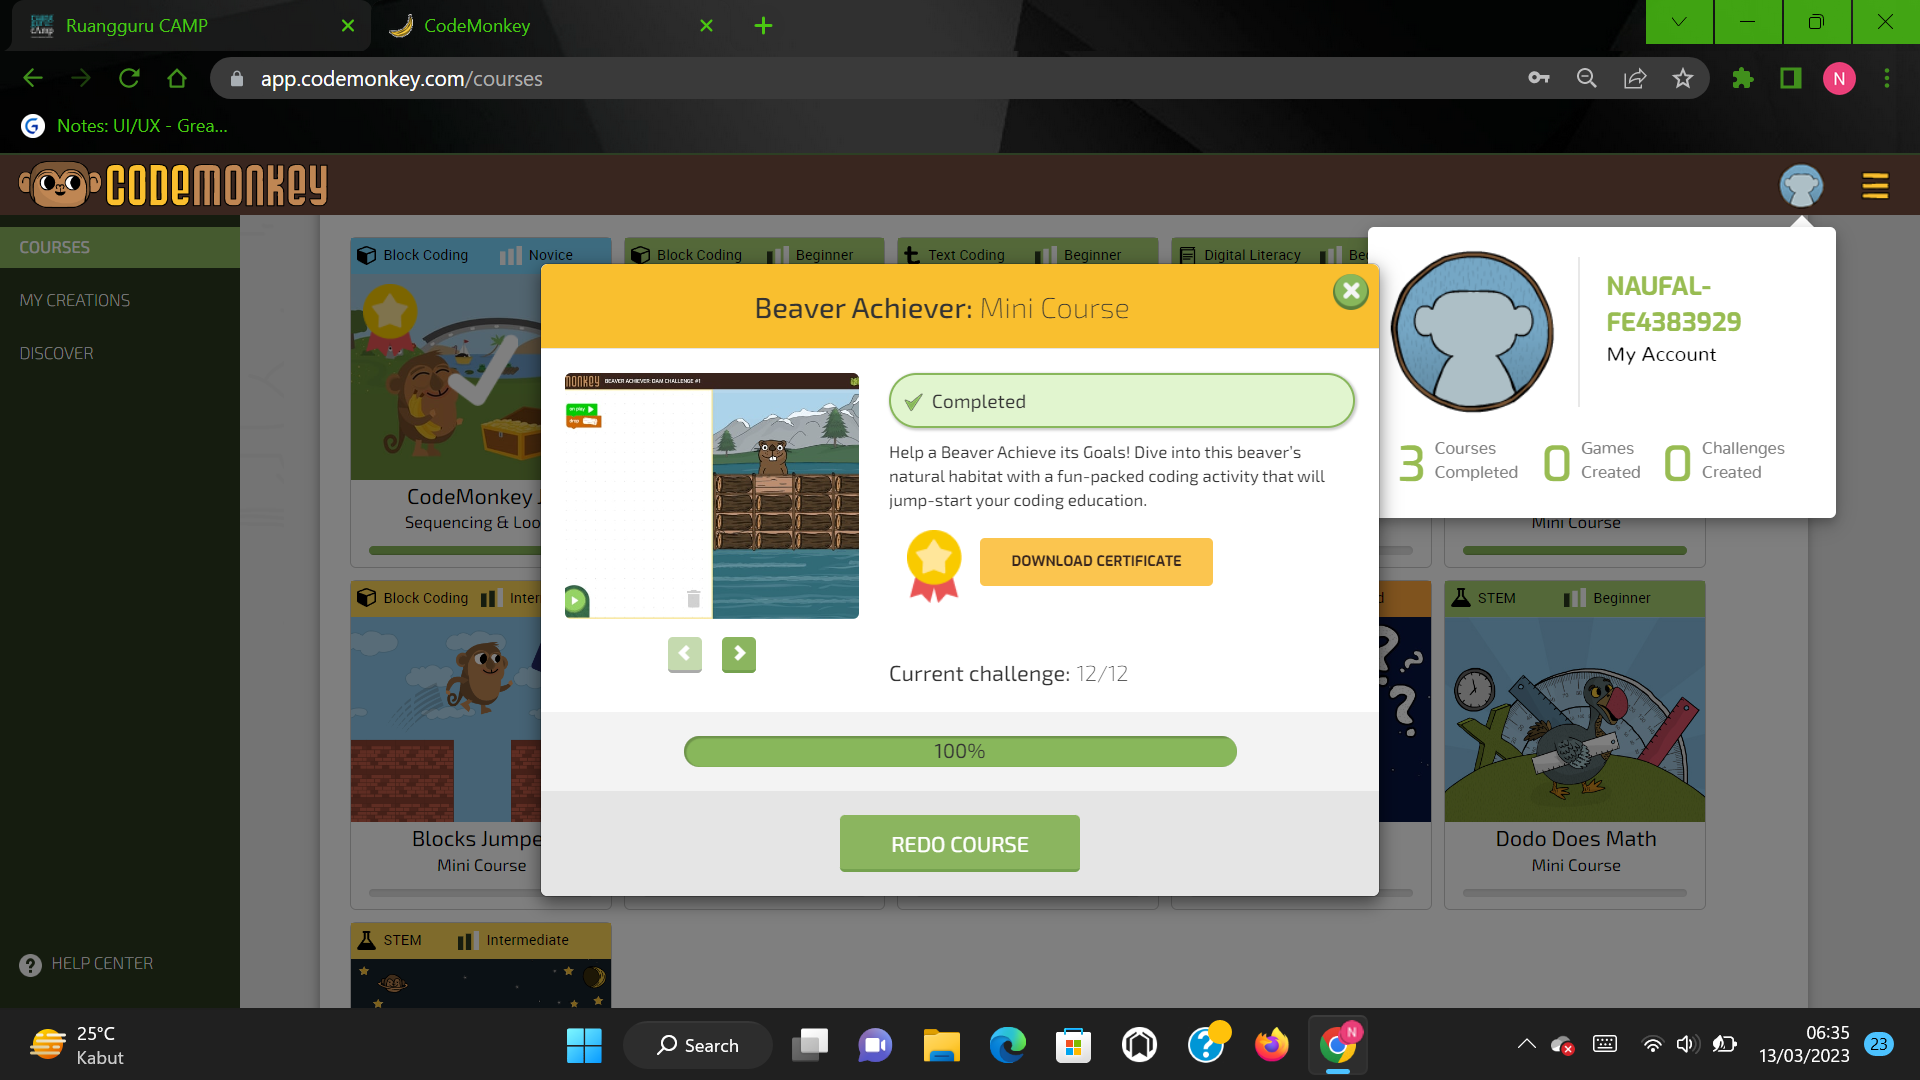 Ruangguru CAMP
CodeMonkey
app.codemonkey.com/courses
N
Notes: UI/UX - Grea...
CODEMONKEY
COURSES
MY CREATIONS
DISCOVER
HELP CENTER
Block Coding Novice
Block Coding Beginner
Text Coding Beginner
Digital Literacy
CodeMonkey
Sequencing & Loo
Mini Course
Block Coding
Blocks Jumpe
Mini Course
STEM Beginner
Dodo Does Math
Mini Course
STEM Intermediate
Beaver Achiever: Mini Course
BEAVER ACHIEVER: DAM CHALLENGE #1
on play
drop
Completed
Help a Beaver Achieve its Goals! Dive into this beaver's
natural habitat with a fun-packed coding activity that will
jump-start your coding education.
DOWNLOAD CERTIFICATE
Current challenge: 12/12
100%
REDO COURSE
NAUFAL-
FE4383929
My Account
3 Courses Completed
0 Games Created
0 Challenges Created
25°C
Kabut
Search
N
06:35
13/03/2023
23